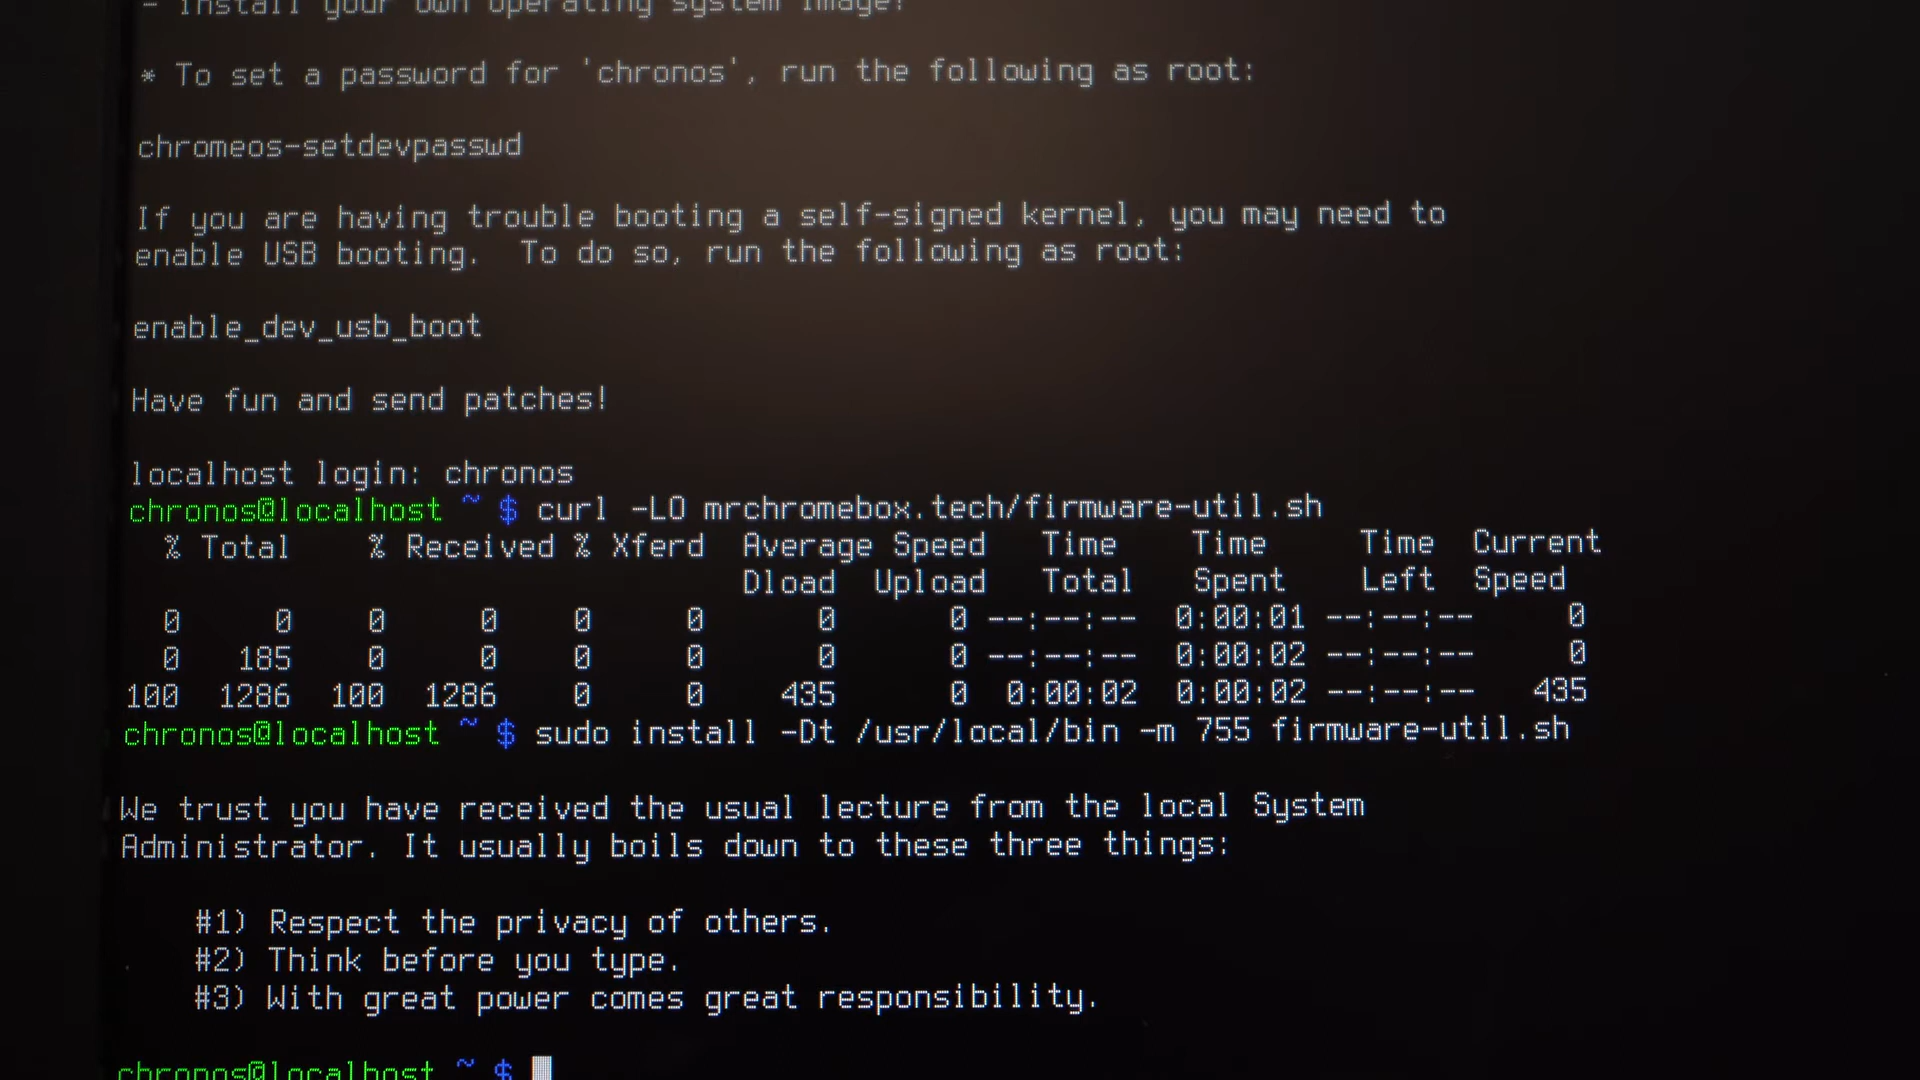 - Install your own operating system image!
* To set a password for 'chronos', run the following as root:
chromeos-setdevpasswd
If you are having trouble booting a self-signed kernel, you may need to
enable USB booting.  To do so, run the following as root:
enable_dev_usb_boot
Have fun and send patches!
localhost login: chronos
chronos@localhost ~ $ curl -LO mrchromebox.tech/firmware-util.sh
% Total % Received % Xferd Average Speed Time Time Time Current
Dload Upload Total Spent Left Speed
0 0 0 0 0 0 0 0 --:--:-- 0:00:01 --:--:-- 0
0 185 0 0 0 0 0 0 --:--:-- 0:00:02 --:--:-- 0
100 1286 100 1286 0 0 435 0 0:00:02 0:00:02 --:--:-- 435
chronos@localhost ~ $ sudo install -Dt /usr/local/bin -m 755 firmware-util.sh
We trust you have received the usual lecture from the local System
Administrator. It usually boils down to these three things:
#1) Respect the privacy of others.
#2) Think before you type.
#3) With great power comes great responsibility.
chronos@localhost ~ $